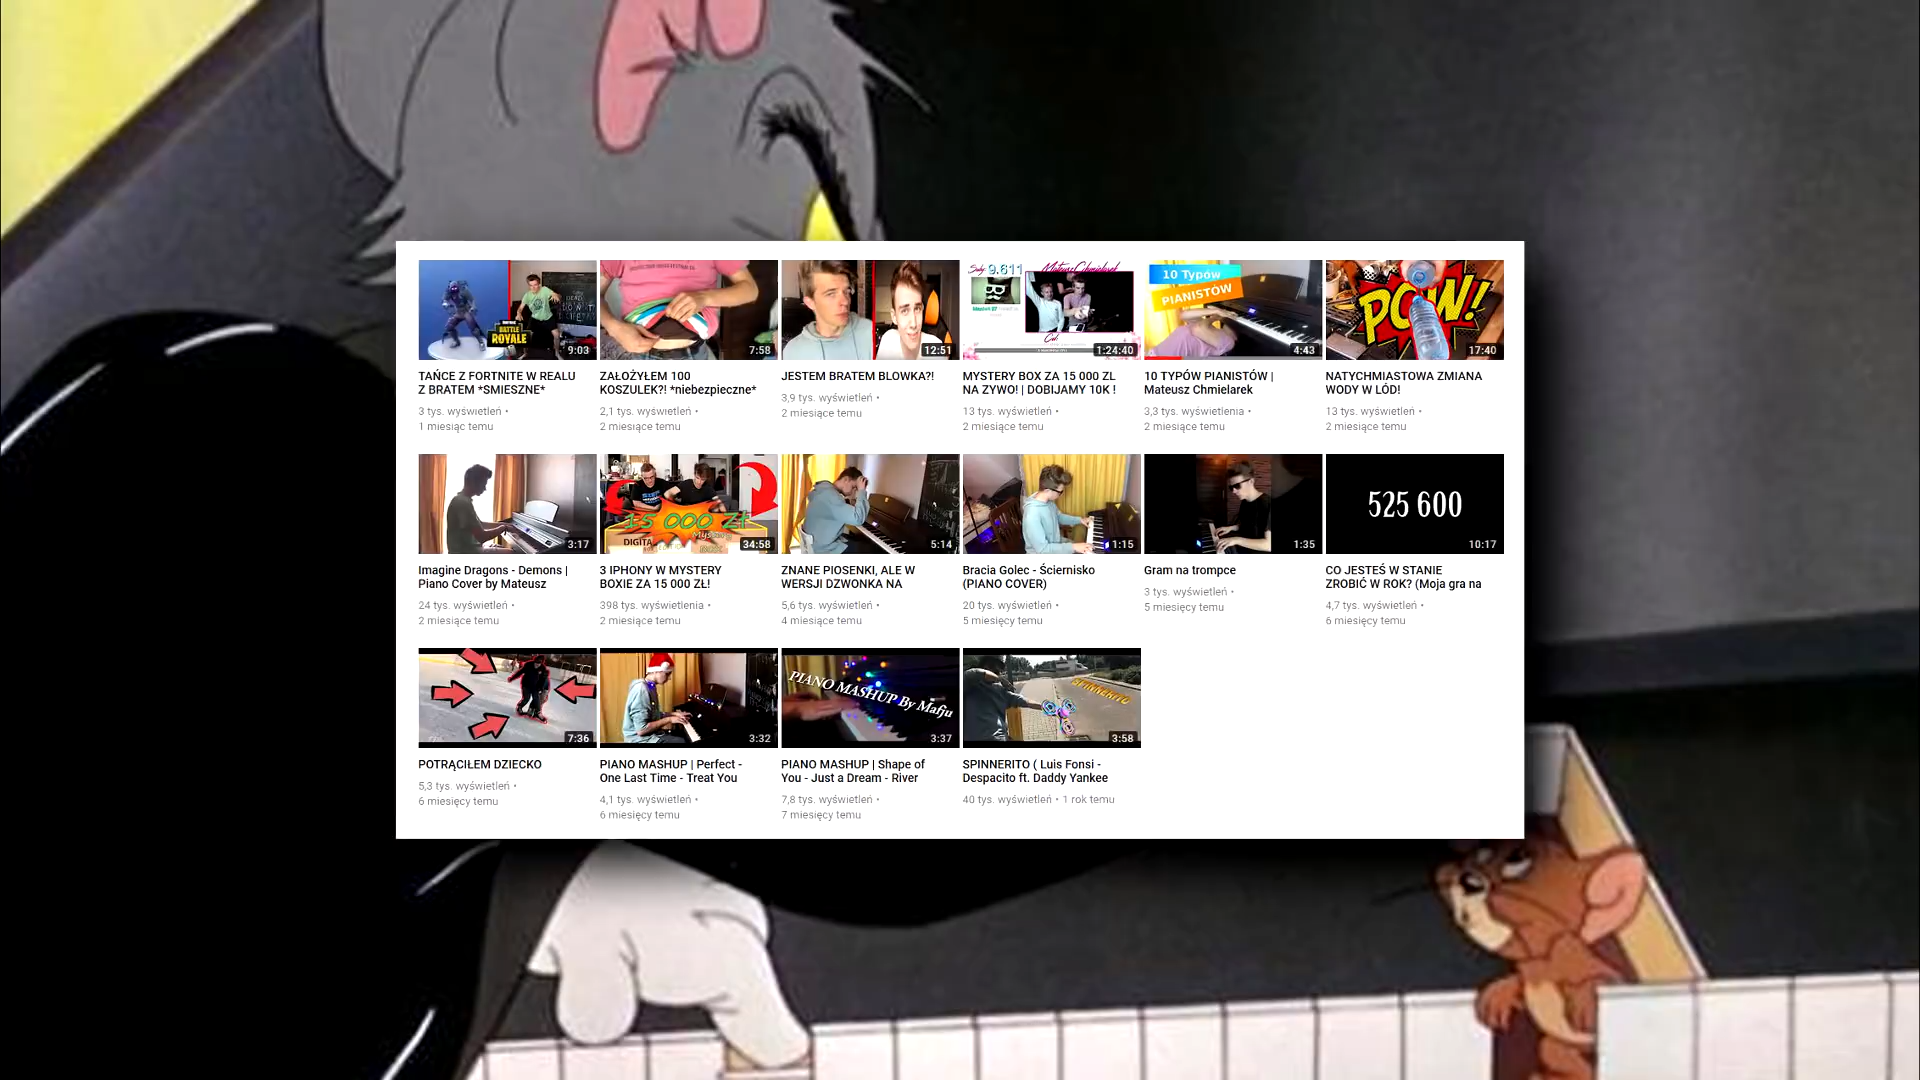 9.611
Mateusz Chmielarek
10 Typów
PIANISTÓW
POW!
BATTLE
ROYALE
9:03
7:58
12:51
1:24:40
4:43
17:40
TAŃCE Z FORTNITE W REALU
Z BRATEM *SMIESZNE*
3 tys. wyświetleń •
1 miesiąc temu
ZAŁOŻYŁEM 100
KOSZULEK?! *niebezpieczne*
2,1 tys. wyświetleń •
2 miesiące temu
JESTEM BRATEM BLOWKA?!
3,9 tys. wyświetleń •
2 miesiące temu
MYSTERY BOX ZA 15 000 ZL
NA ZYWO! | DOBIJAMY 10K !
13 tys. wyświetleń •
2 miesiące temu
10 TYPÓW PIANISTÓW |
Mateusz Chmielarek
3,3 tys. wyświetlenia •
2 miesiące temu
NATYCHMIASTOWA ZMIANA
WODY W LÓD!
13 tys. wyświetleń •
2 miesiące temu
15 000 Zł
Mystery
BOX
DIGITA
525 600
3:17
34:58
5:14
1:15
1:35
10:17
Imagine Dragons - Demons |
Piano Cover by Mateusz
24 tys. wyświetleń •
2 miesiące temu
3 IPHONY W MYSTERY
BOXIE ZA 15 000 ZŁ!
398 tys. wyświetlenia •
2 miesiące temu
ZNANE PIOSENKI, ALE W
WERSJI DZWONKA NA
5,6 tys. wyświetleń •
4 miesiące temu
Bracia Golec - Ściernisko
(PIANO COVER)
20 tys. wyświetleń •
5 miesięcy temu
Gram na trompce
3 tys. wyświetleń •
5 miesięcy temu
CO JESTEŚ W STANIE
ZROBIĆ W ROK? (Moja gra na
4,7 tys. wyświetleń •
6 miesięcy temu
PIANO MASHUP By Mafju
SPINNERITO
7:36
3:32
3:37
3:58
POTRĄCIŁEM DZIECKO
5,3 tys. wyświetleń •
6 miesięcy temu
PIANO MASHUP | Perfect -
One Last Time - Treat You
4,1 tys. wyświetleń •
6 miesięcy temu
PIANO MASHUP | Shape of
You - Just a Dream - River
7,8 tys. wyświetleń •
7 miesięcy temu
SPINNERITO ( Luis Fonsi -
Despacito ft. Daddy Yankee
40 tys. wyświetleń • 1 rok temu